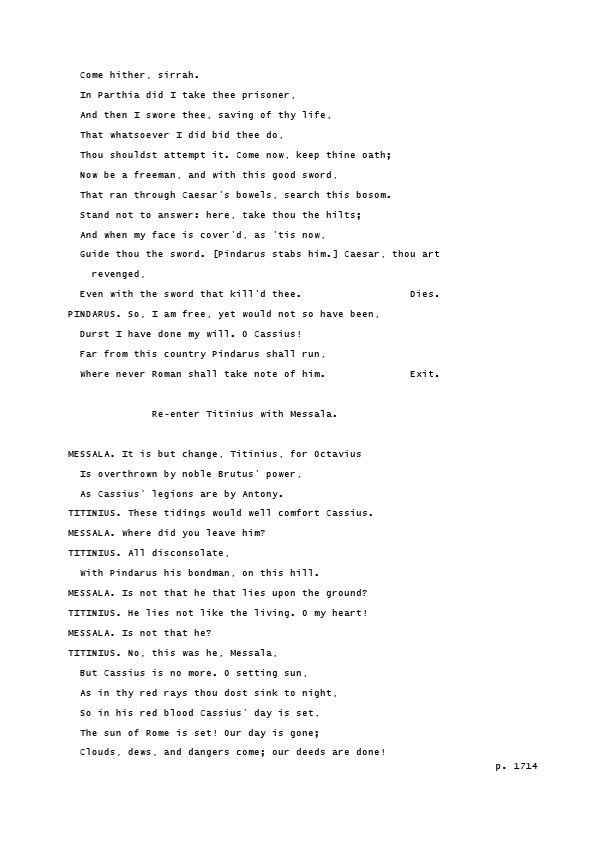 Come hither, sirrah.
In Parthia did I take thee prisoner,
And then I swore thee, saving of thy life,
That whatsoever I did bid thee do,
Thou shouldst attempt it. Come now, keep thine oath;
Now be a freeman, and with this good sword,
That ran through Caesar's bowels, search this bosom.
Stand not to answer: here, take thou the hilts;
And when my face is cover'd, as 'tis now,
Guide thou the sword. [Pindarus stabs him.] Caesar, thou art
revenged,
Even with the sword that kill'd thee. Dies.
PINDARUS. So, I am free, yet would not so have been,
Durst I have done my will. O Cassius!
Far from this country Pindarus shall run,
Where never Roman shall take note of him. Exit.
Re-enter Titinius with Messala.
MESSALA. It is but change, Titinius, for Octavius
Is overthrown by noble Brutus' power,
As Cassius' legions are by Antony.
TITINIUS. These tidings would well comfort Cassius.
MESSALA. Where did you leave him?
TITINIUS. All disconsolate,
With Pindarus his bondman, on this hill.
MESSALA. Is not that he that lies upon the ground?
TITINIUS. He lies not like the living. O my heart!
MESSALA. Is not that he?
TITINIUS. No, this was he, Messala,
But Cassius is no more. O setting sun,
As in thy red rays thou dost sink to night,
So in his red blood Cassius' day is set,
The sun of Rome is set! Our day is gone;
Clouds, dews, and dangers come; our deeds are done!
p. 1714